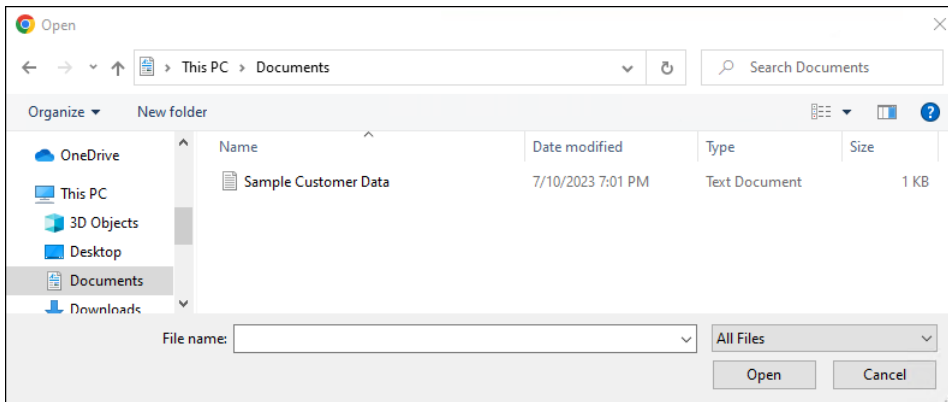 Open
This PC > Documents
Search Documents
Organize
New folder
?
Name
Date modified
Type
Size
Sample Customer Data
7/10/2023 7:01 PM
Text Document
1 KB
OneDrive
This PC
3D Objects
Desktop
Documents
Downloads
File name:
All Files
Open
Cancel